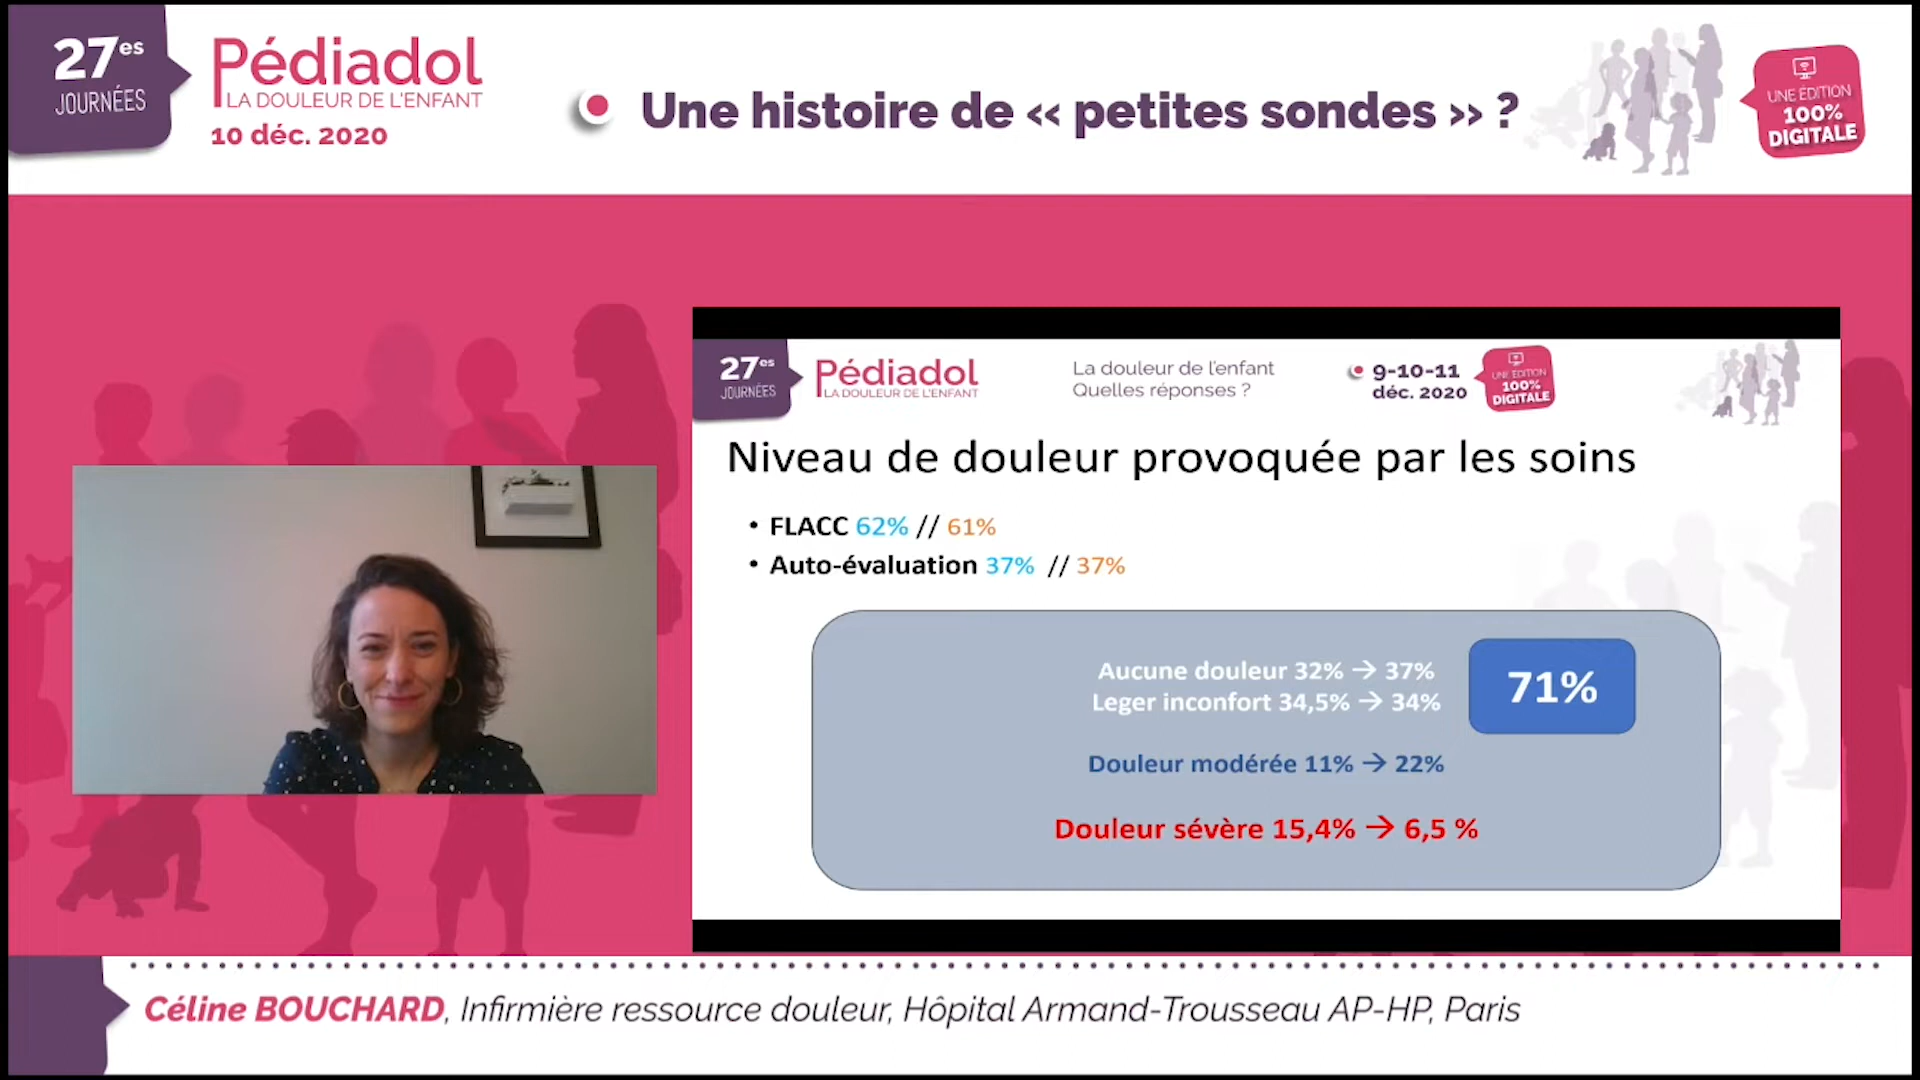 27es
JOURNÉES
Pédiadol
LA DOULEUR DE L'ENFANT
10 déc. 2020
Une histoire de « petites sondes » ?
UNE ÉDITION
100%
DIGITALE
27es
JOURNÉES
Pédiadol
LA DOULEUR DE L'ENFANT
La douleur de l'enfant
Quelles réponses ?
9-10-11
déc. 2020
UNE ÉDITION
100%
DIGITALE
Niveau de douleur provoquée par les soins
• FLACC 62% // 61%
• Auto-évaluation 37% // 37%
Aucune douleur 32% → 37%
Leger inconfort 34,5% → 34%
71%
Douleur modérée 11% → 22%
Douleur sévère 15,4% → 6,5 %
Céline BOUCHARD, Infirmière ressource douleur, Hôpital Armand-Trousseau AP-HP, Paris